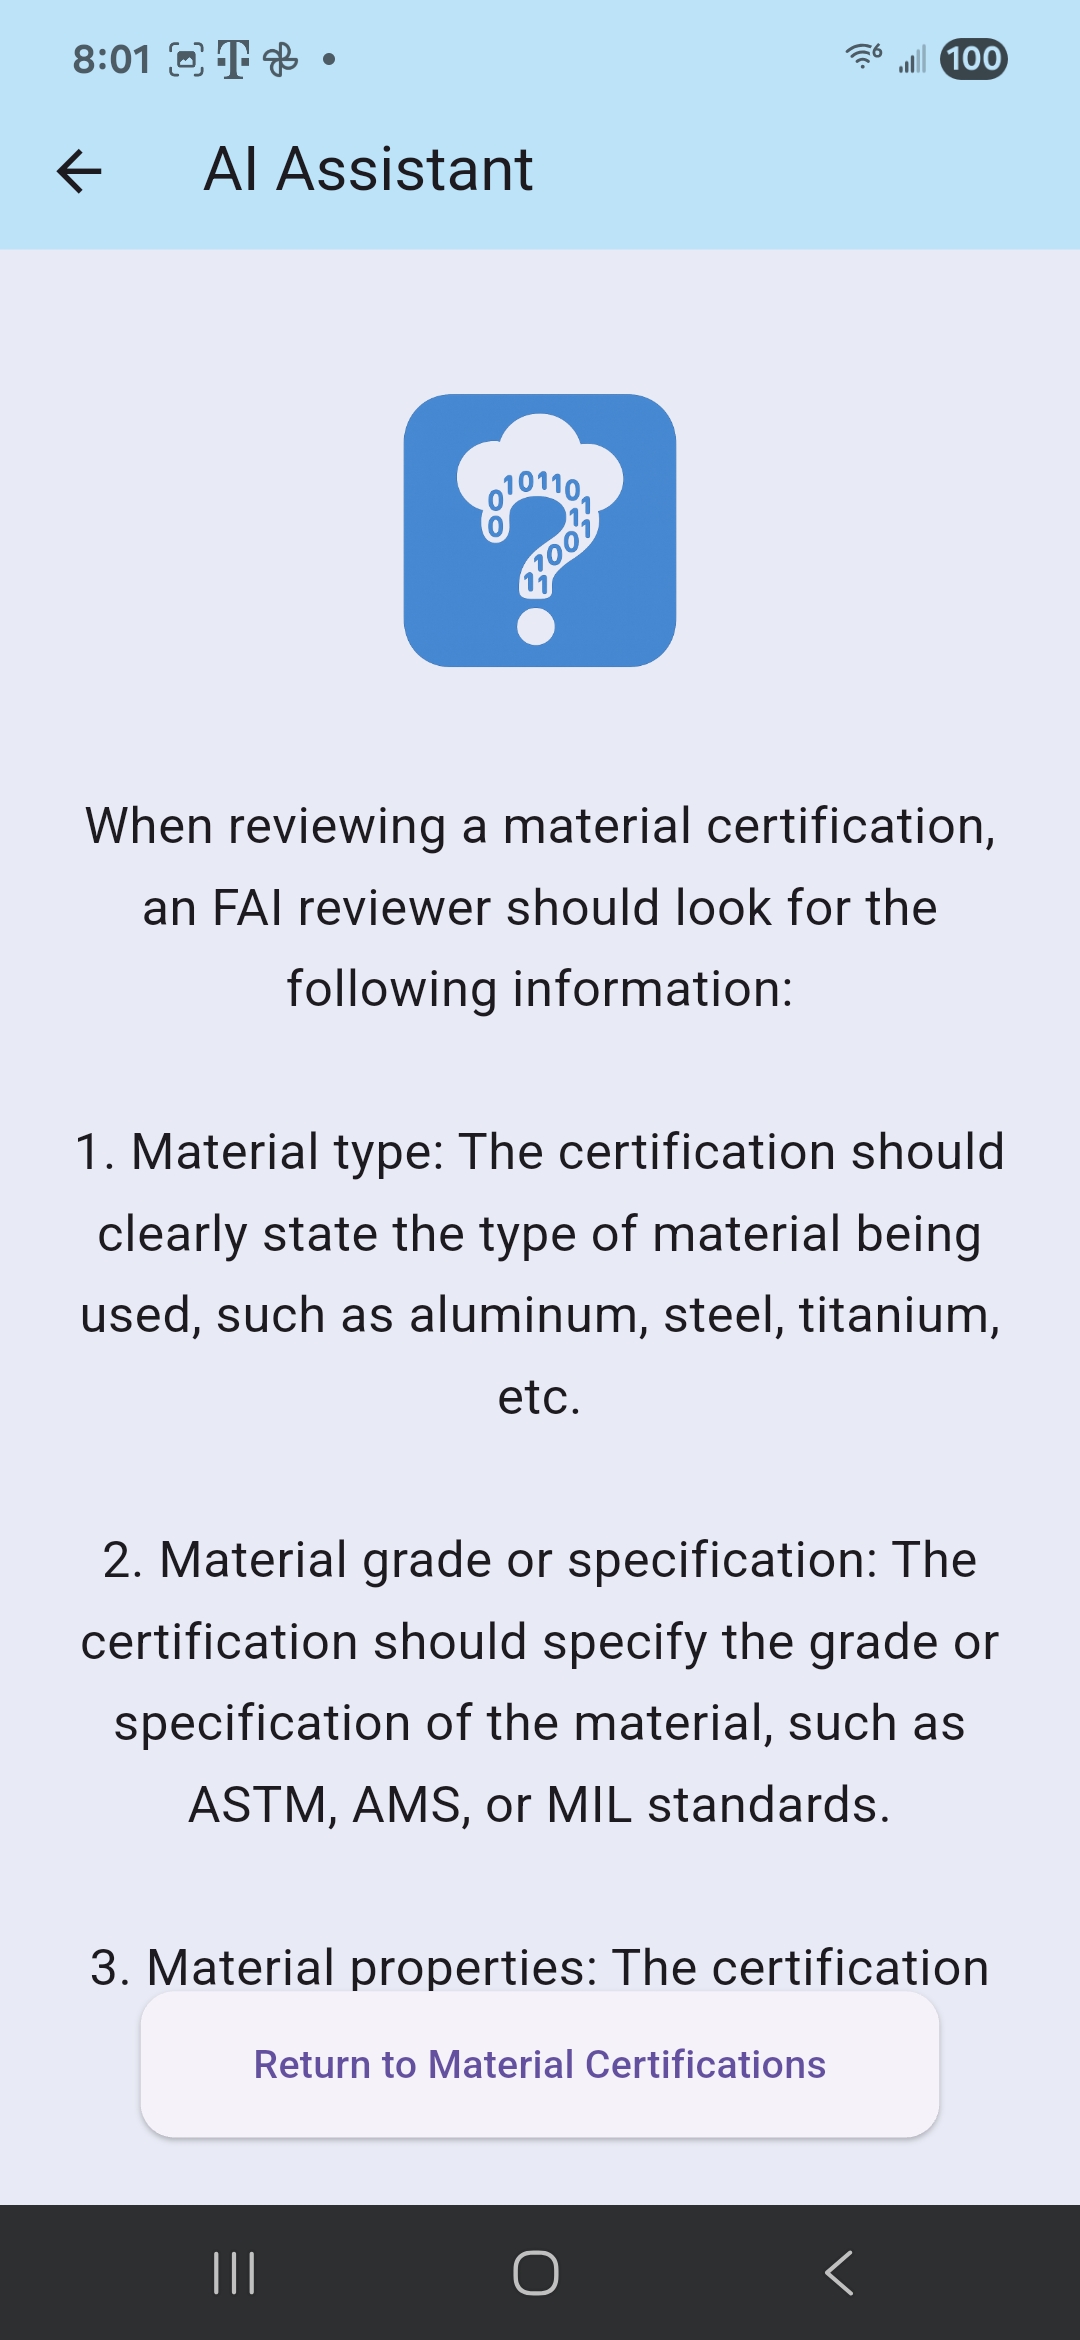 8:01
6
100
AI Assistant
0101101
0 11
1001
11
When reviewing a material certification,
an FAI reviewer should look for the
following information:
1. Material type: The certification should
clearly state the type of material being
used, such as aluminum, steel, titanium,
etc.
2. Material grade or specification: The
certification should specify the grade or
specification of the material, such as
ASTM, AMS, or MIL standards.
3. Material properties: The certification
Return to Material Certifications